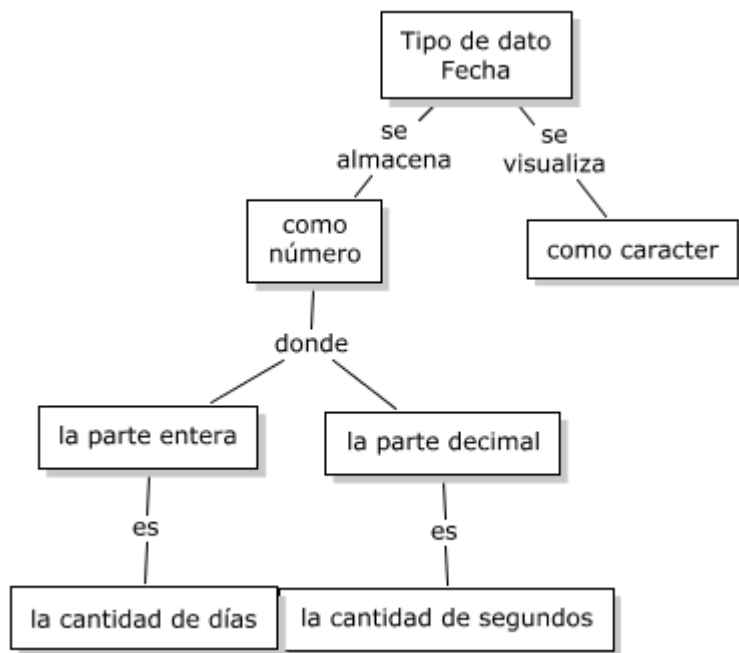 Tipo de dato
Fecha
se
almacena
se
visualiza
como
número
como caracter
donde
la parte entera
la parte decimal
es
es
la cantidad de días
la cantidad de segundos